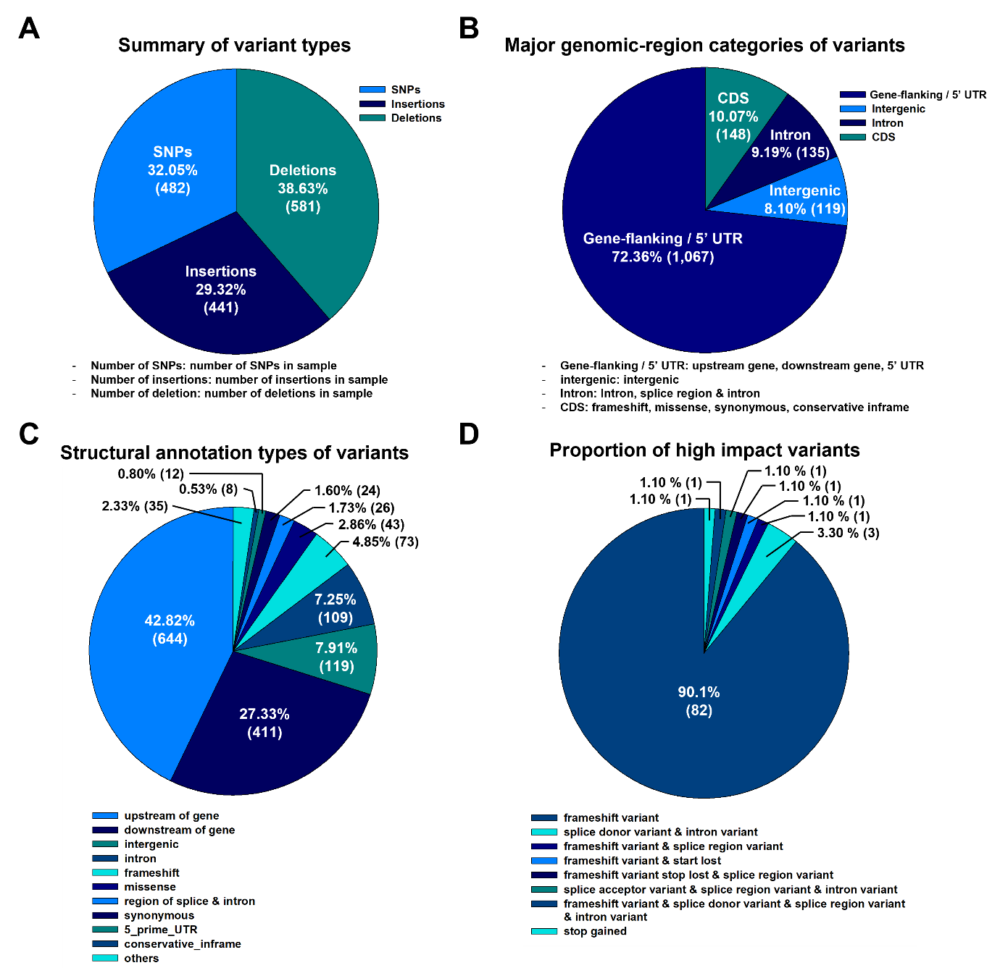 A
Summary of variant types
SNPs
Insertions
Deletions
SNPs
32.05%
(482)
Deletions
38.63%
(581)
Insertions
29.32%
(441)
- Number of SNPs: number of SNPs in sample
- Number of insertions: number of insertions in sample
- Number of deletion: number of deletions in sample
B
Major genomic-region categories of variants
Gene-flanking / 5’ UTR
Intergenic
Intron
CDS
CDS
10.07%
(148)
Intron
9.19% (135)
Intergenic
8.10% (119)
Gene-flanking / 5’ UTR
72.36% (1,067)
- Gene-flanking / 5’ UTR: upstream gene, downstream gene, 5’ UTR
- intergenic: intergenic
- Intron: Intron, splice region & intron
- CDS: frameshift, missense, synonymous, conservative inframe
C
Structural annotation types of variants
0.80% (12)
0.53% (8)
2.33% (35)
1.60% (24)
1.73% (26)
2.86% (43)
4.85% (73)
7.25%
(109)
7.91%
(119)
42.82%
(644)
27.33%
(411)
upstream of gene
downstream of gene
intergenic
intron
frameshift
missense
region of splice & intron
synonymous
5_prime_UTR
conservative_inframe
others
D
Proportion of high impact variants
1.10 % (1)
1.10 % (1)
1.10 % (1)
1.10 % (1)
1.10 % (1)
1.10 % (1)
3.30 % (3)
90.1%
(82)
frameshift variant
splice donor variant & intron variant
frameshift variant & splice region variant
frameshift variant & start lost
frameshift variant stop lost & splice region variant
splice acceptor variant & splice region variant & intron variant
frameshift variant & splice donor variant & splice region variant
& intron variant
stop gained